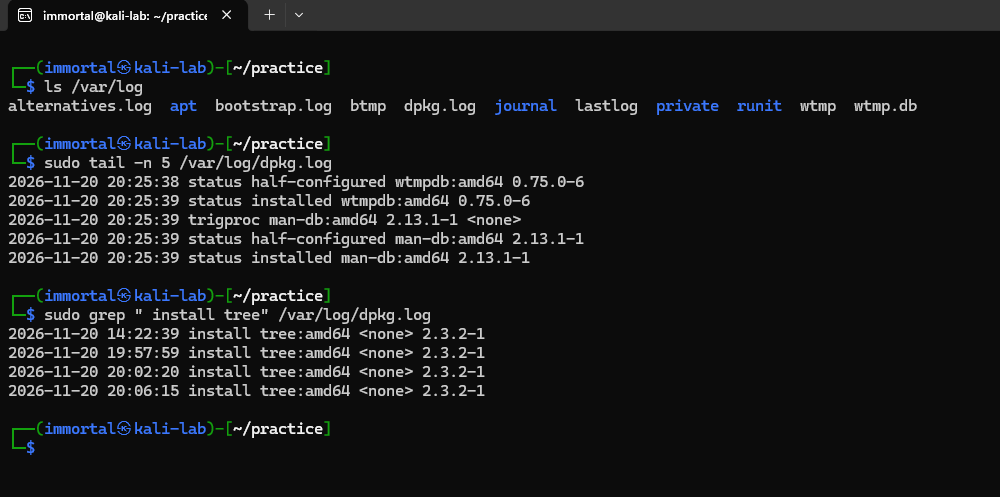 immortal@kali-lab: ~/practice
┌──(immortal㉿kali-lab)-[~/practice]
└─$ ls /var/log
alternatives.log  apt  bootstrap.log  btmp  dpkg.log  journal  lastlog  private  runit  wtmp  wtmp.db
┌──(immortal㉿kali-lab)-[~/practice]
└─$ sudo tail -n 5 /var/log/dpkg.log
2026-11-20 20:25:38 status half-configured wtmpdb:amd64 0.75.0-6
2026-11-20 20:25:39 status installed wtmpdb:amd64 0.75.0-6
2026-11-20 20:25:39 trigproc man-db:amd64 2.13.1-1 <none>
2026-11-20 20:25:39 status half-configured man-db:amd64 2.13.1-1
2026-11-20 20:25:39 status installed man-db:amd64 2.13.1-1
┌──(immortal㉿kali-lab)-[~/practice]
└─$ sudo grep " install tree" /var/log/dpkg.log
2026-11-20 14:22:39 install tree:amd64 <none> 2.3.2-1
2026-11-20 19:57:59 install tree:amd64 <none> 2.3.2-1
2026-11-20 20:02:20 install tree:amd64 <none> 2.3.2-1
2026-11-20 20:06:15 install tree:amd64 <none> 2.3.2-1
┌──(immortal㉿kali-lab)-[~/practice]
└─$